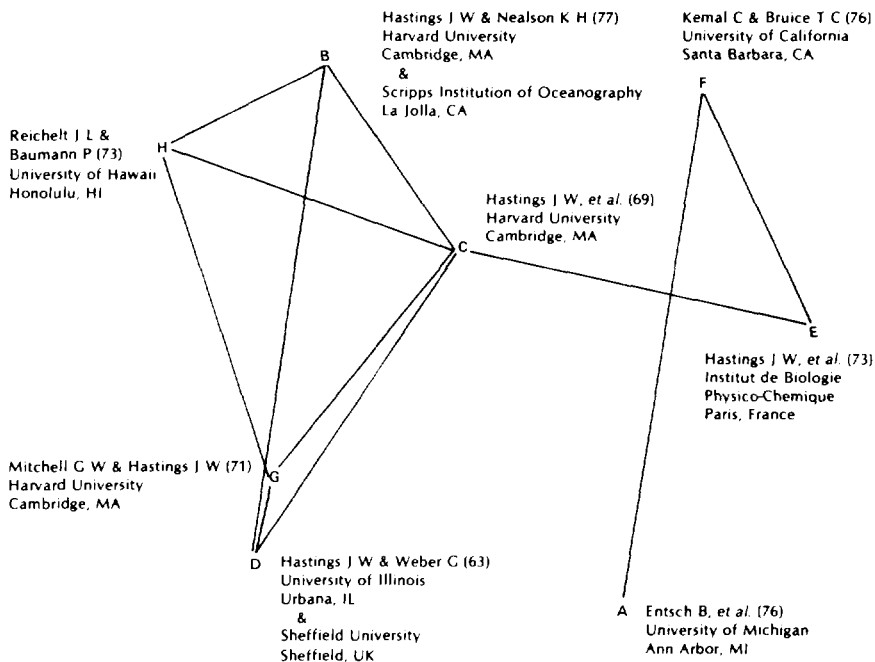 B
Hastings J W & Nealson K H (77)
Harvard University
Cambridge, MA
&
Scripps Institution of Oceanography
La Jolla, CA
Kemal C & Bruice T C (76)
University of California
Santa Barbara, CA
F
Reichelt J L &
Baumann P (73)
University of Hawaii
Honolulu, HI
H
Hastings J W, et al. (69)
Harvard University
Cambridge, MA
C
E
Hastings J W, et al. (73)
Institut de Biologie
Physico-Chemique
Paris, France
Mitchell G W & Hastings J W (71)
Harvard University
Cambridge, MA
G
D
Hastings J W & Weber G (63)
University of Illinois
Urbana, IL
&
Sheffield University
Sheffield, UK
A
Entsch B, et al. (76)
University of Michigan
Ann Arbor, MI